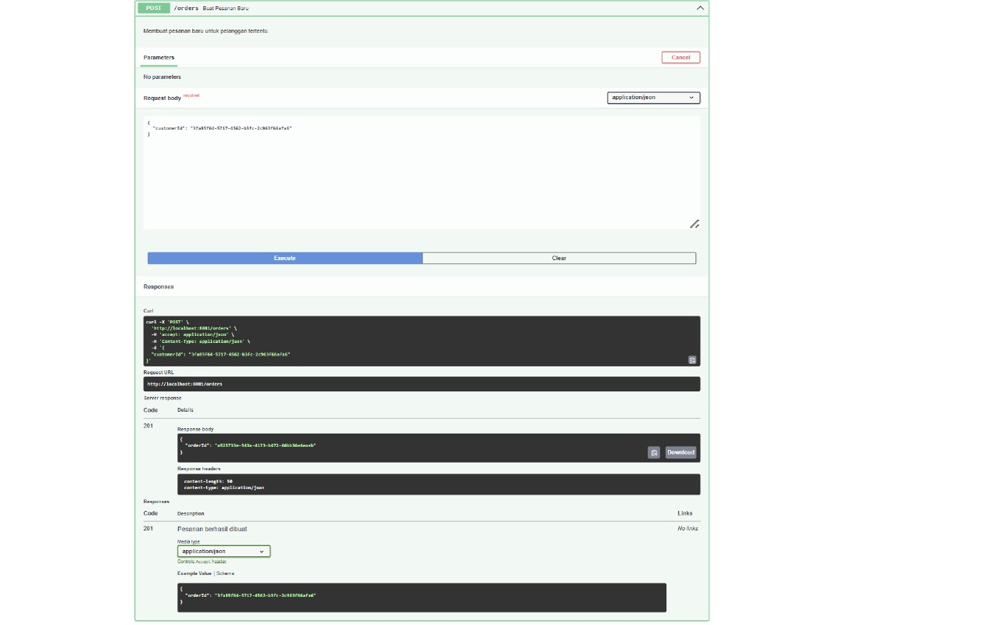 POST /orders Buat Pesanan Baru
Membuat pesanan baru untuk pelanggan tertentu.
Parameters
Cancel
No parameters
Request body required
application/json
{
"customerId": "3fa85f64-5717-4562-b3fc-2c963f66afa6"
}
Execute
Clear
Responses
Curl
curl -X 'POST' \
'http://localhost:8081/orders' \
-H 'accept: application/json' \
-H 'Content-Type: application/json' \
-d '{
"customerId": "3fa85f64-5717-4562-b3fc-2c963f66afa6"
}'
Request URL
http://localhost:8081/orders
Server response
Code Details
201
Response body
{
"orderId":
}
Download
Response headers
content-length: 50
content-type: application/json
Responses
Code Description Links
201 Pesanan berhasil dibuat No links
Media type
application/json
Controls Accept header.
Example Value | Schema
{
"orderId": "3fa85f64-5717-4562-b3fc-2c963f66afa6"
}